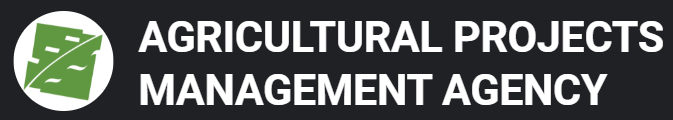 AGRICULTURAL PROJECTS
MANAGEMENT AGENCY